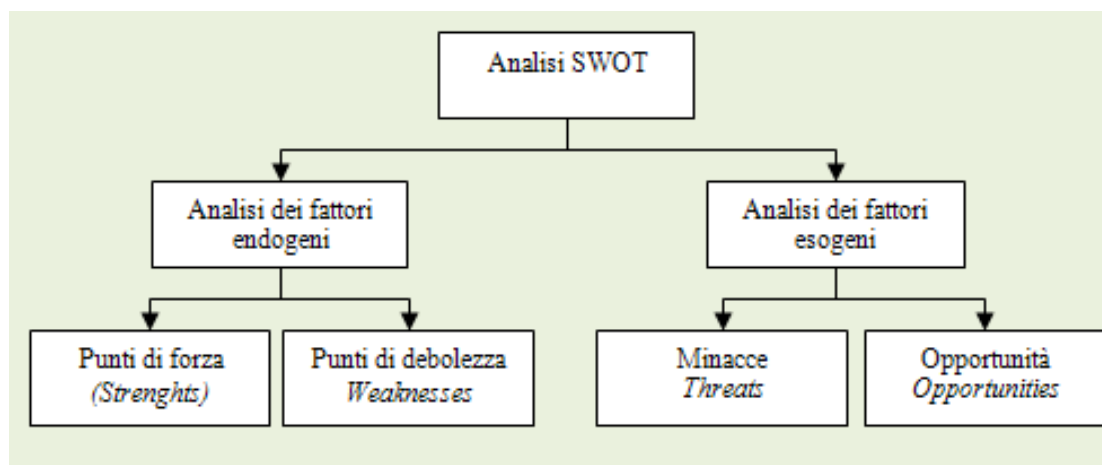 Analisi SWOT
Analisi dei fattori
endogeni
Analisi dei fattori
esogeni
Punti di forza
(Strenghts)
Punti di debolezza
Weaknesses
Minacce
Threats
Opportunità
Opportunities